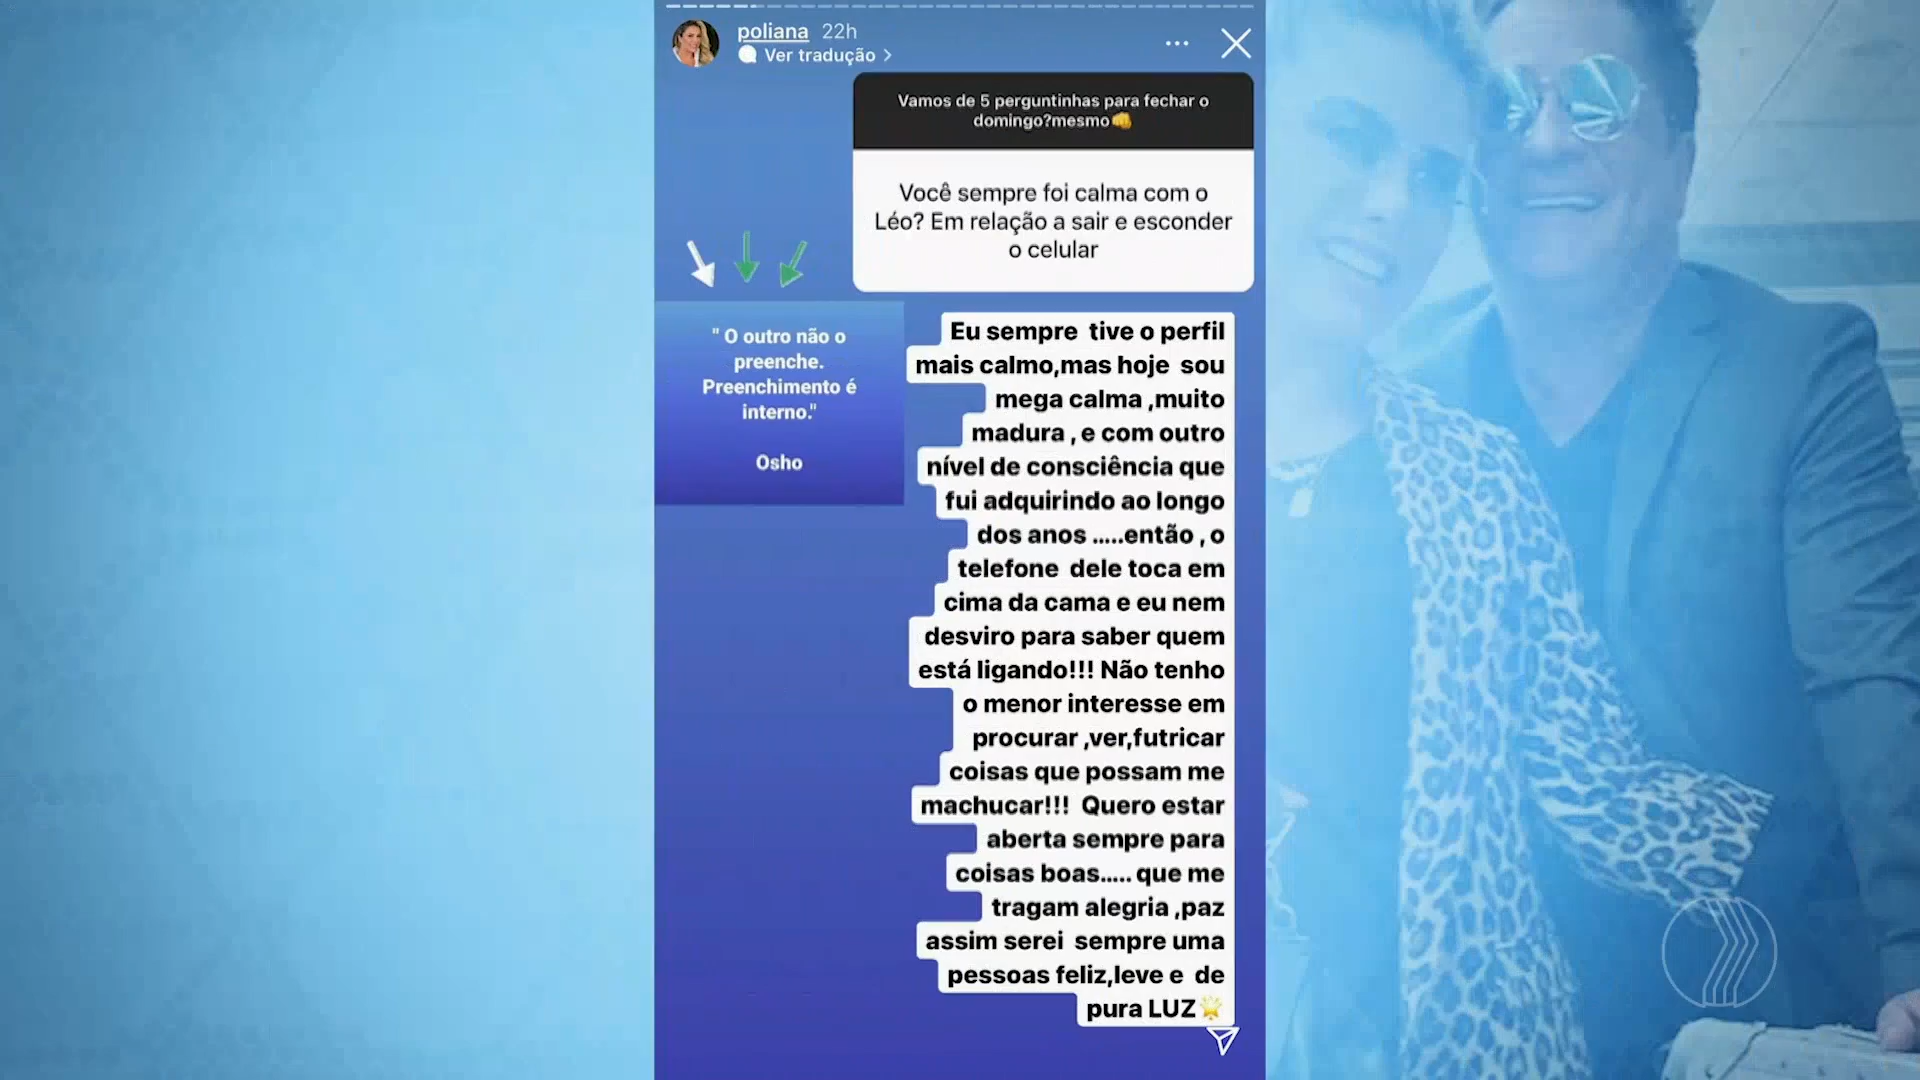 poliana 22h
Ver tradução >
Vamos de 5 perguntinhas para fechar o
domingo?mesmo👊
Você sempre foi calma com o
Léo? Em relação a sair e esconder
o celular
" O outro não o
preenche.
Preenchimento é
interno."
Osho
Eu sempre tive o perfil
mais calmo,mas hoje sou
mega calma ,muito
madura , e com outro
nível de consciência que
fui adquirindo ao longo
dos anos .....então , o
telefone dele toca em
cima da cama e eu nem
desviro para saber quem
está ligando!!! Não tenho
o menor interesse em
procurar ,ver,futricar
coisas que possam me
machucar!!! Quero estar
aberta sempre para
coisas boas..... que me
tragam alegria ,paz
assim serei sempre uma
pessoas feliz,leve e de
pura LUZ🌟